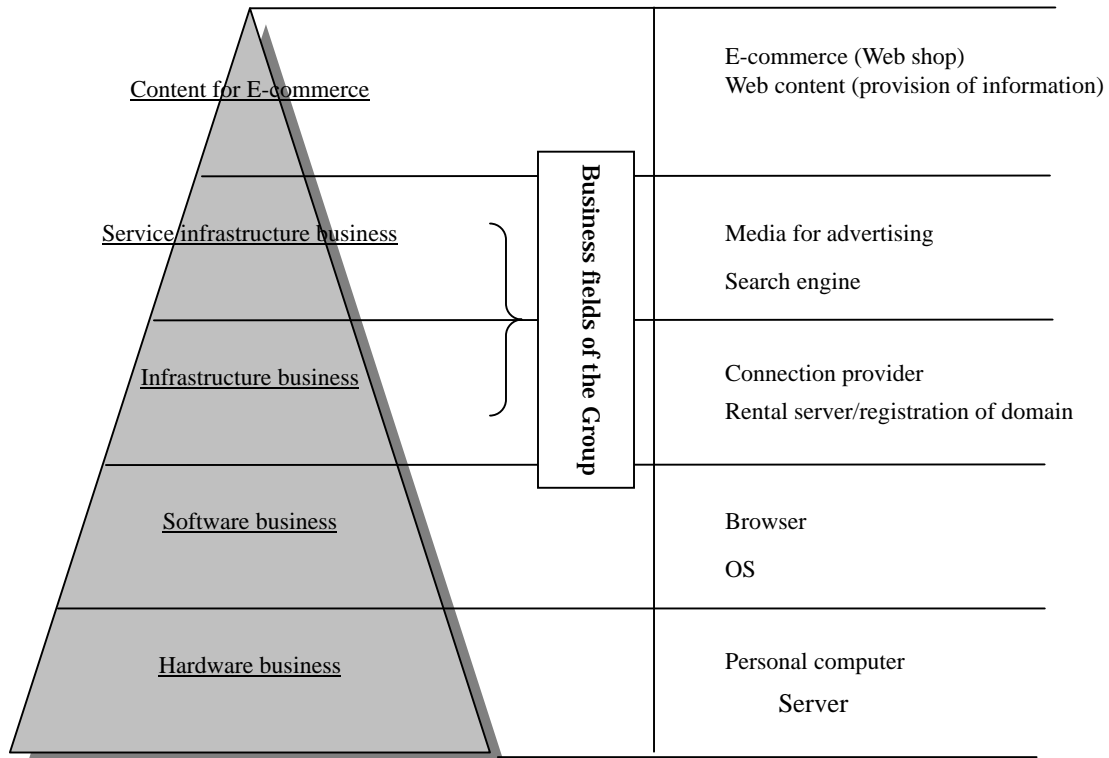 Content for E-commerce
E-commerce (Web shop)
Web content (provision of information)
Business fields of the Group
Service infrastructure business
Media for advertising
Search engine
Infrastructure business
Connection provider
Rental server/registration of domain
Software business
Browser
OS
Hardware business
Personal computer
Server